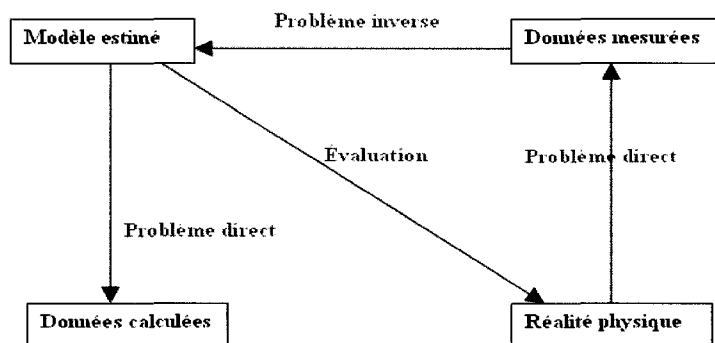 Problème inverse
Modèle estimé
Données mesurées
Évaluation
Problème direct
Problème direct
Données calculées
Réalité physique